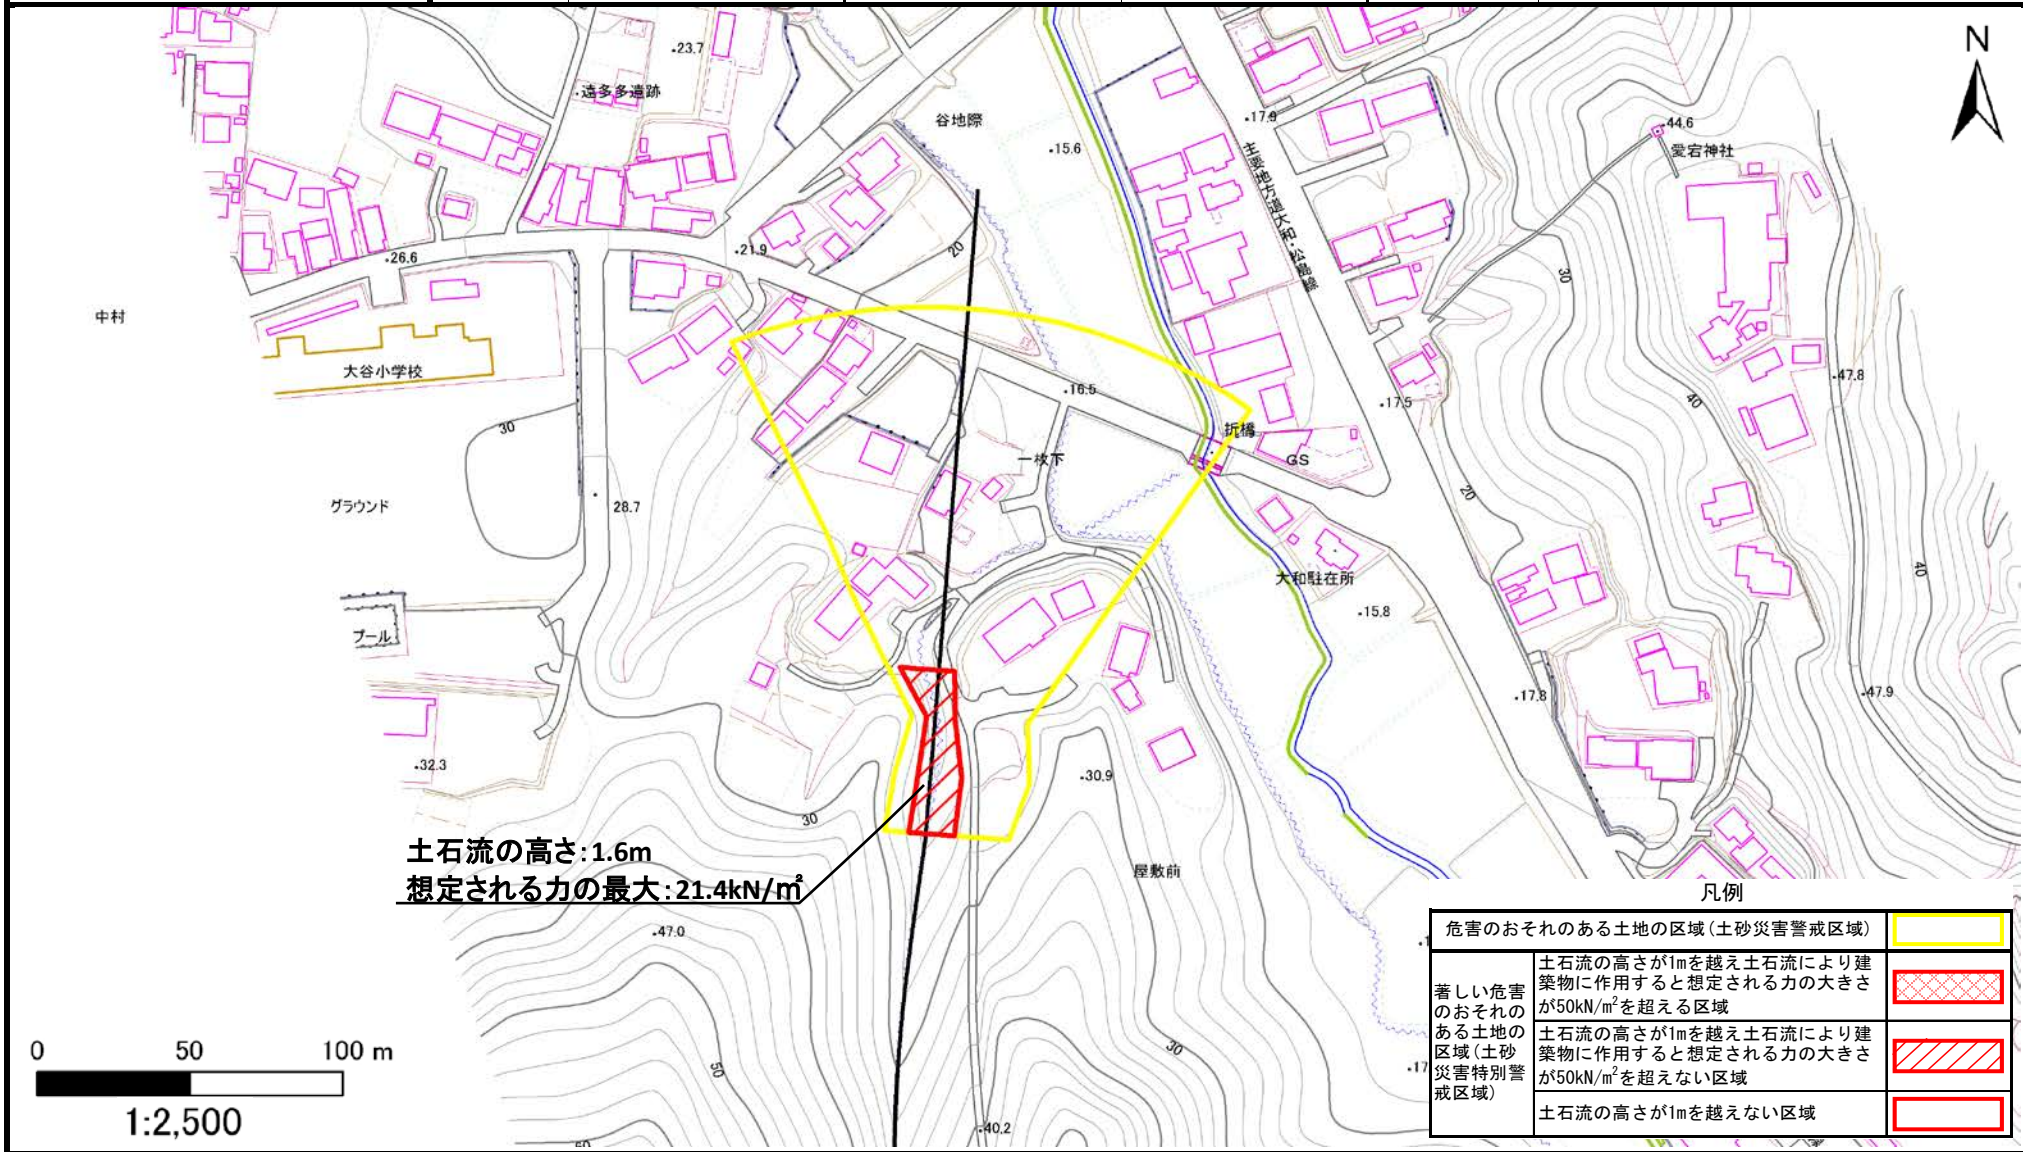 N
.23.7
.遠多多遺跡
谷地際
.15.6
.17.9
.44.6
愛宕神社
主要地方道大和・松島線
.21.9
20
.26.6
30
中村
大谷小学校
.16.5
.47.8
.17.5
40
30
折橋
一枚下
GS
20
グラウンド
28.7
大和駐在所
40
.15.8
プール
.17.8
.47.9
.32.3
.30.9
30
土石流の高さ:1.6m
想定される力の最大:21.4kN/㎡
屋敷前
.47.0
30
50
.40.2
0 50 100 m
1:2,500
凡例
危害のおそれのある土地の区域(土砂災害警戒区域)
著しい危害
のおそれの
ある土地の
区域(土砂
災害特別警
戒区域)
土石流の高さが1mを越え土石流により建
築物に作用すると想定される力の大きさ
が50kN/m²を超える区域
土石流の高さが1mを越え土石流により建
築物に作用すると想定される力の大きさ
が50kN/m²を超えない区域
土石流の高さが1mを越えない区域